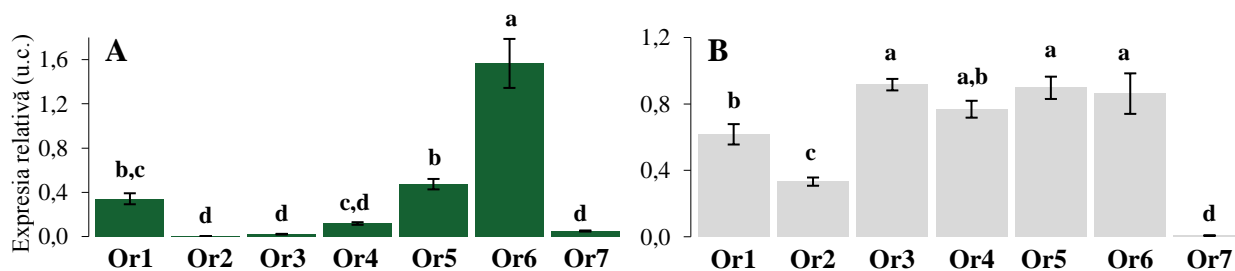 Expresia relativă (u.c.)
A
1,6
1,2
0,8
0,4
0,0
b,c
d
d
c,d
b
a
d
Or1 Or2 Or3 Or4 Or5 Or6 Or7
B
1,2
0,8
0,4
0,0
b
c
a
a,b
a
a
d
Or1 Or2 Or3 Or4 Or5 Or6 Or7